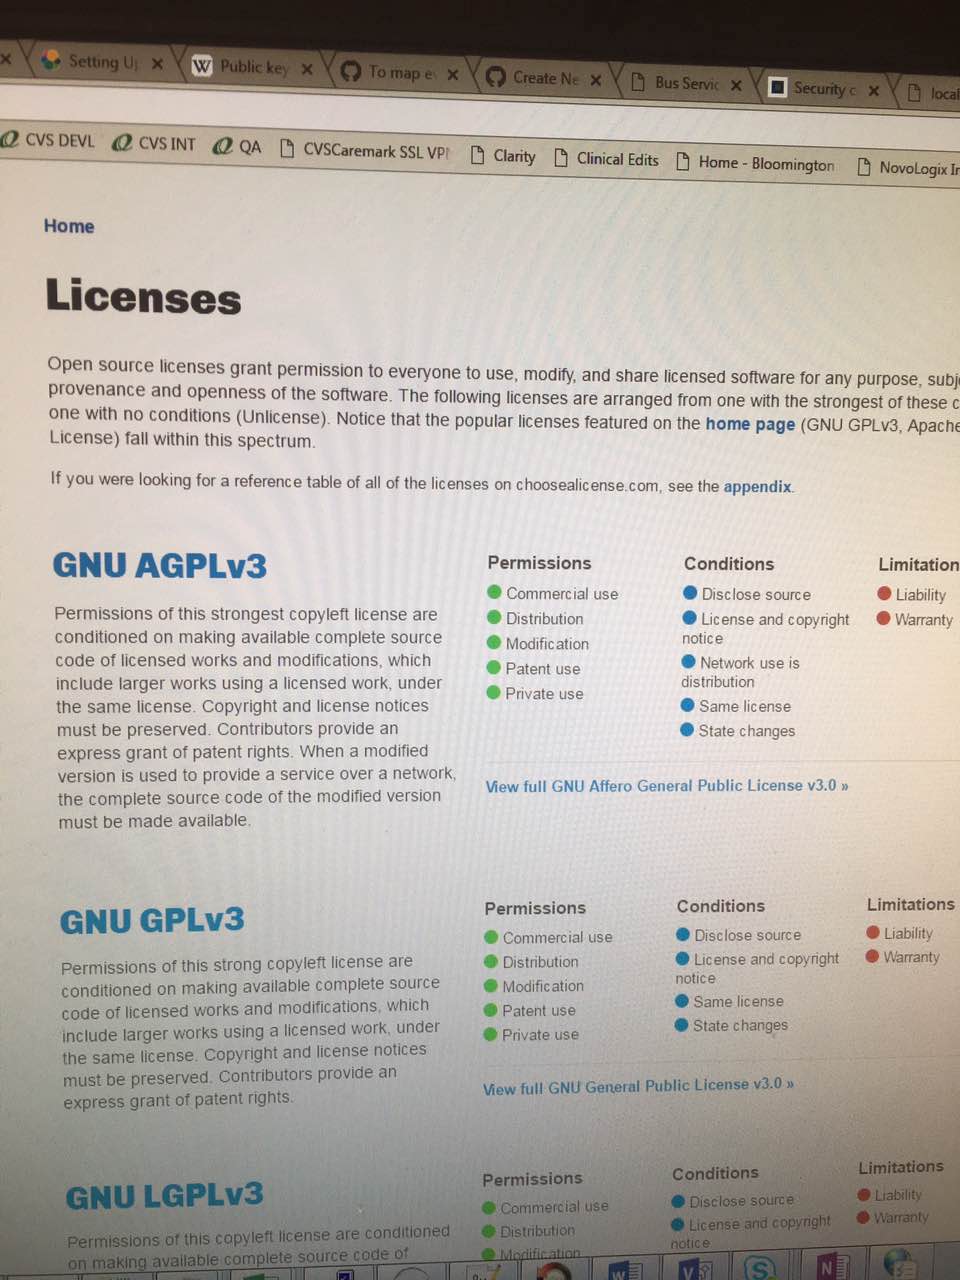 Setting U
Public key
To map e
Create Ne
Bus Servic
Security c
local
CVS DEVL
CVS INT
QA
CVSCaremark SSL VP
Clarity
Clinical Edits
Home - Bloomington
NovoLogix
Home
Licenses
Open source licenses grant permission to everyone to use, modify, and share licensed software for any purpose, subj
provenance and openness of the software. The following licenses are arranged from one with the strongest of these c
one with no conditions (Unlicense). Notice that the popular licenses featured on the home page (GNU GPLv3, Apache
License) fall within this spectrum.
If you were looking for a reference table of all of the licenses on choosealicense.com, see the appendix.
GNU AGPLv3
Permissions of this strongest copyleft license are
conditioned on making available complete source
code of licensed works and modifications, which
include larger works using a licensed work, under
the same license. Copyright and license notices
must be preserved. Contributors provide an
express grant of patent rights. When a modified
version is used to provide a service over a network,
the complete source code of the modified version
must be made available.
Permissions
Commercial use
Distribution
Modification
Patent use
Private use
Conditions
Disclose source
License and copyright
notice
Network use is
distribution
Same license
State changes
Limitation
Liability
Warranty
View full GNU Affero General Public License v3.0 »
GNU GPLv3
Permissions of this strong copyleft license are
conditioned on making available complete source
code of licensed works and modifications, which
include larger works using a licensed work, under
the same license. Copyright and license notices
must be preserved. Contributors provide an
express grant of patent rights.
Permissions
Commercial use
Distribution
Modification
Patent use
Private use
Conditions
Disclose source
License and copyright
notice
Same license
State changes
Limitations
Liability
Warranty
View full GNU General Public License v3.0 »
GNU LGPLv3
Permissions of this copyleft license are conditioned
on making available complete source code of
Permissions
Commercial use
Distribution
Modification
Conditions
Disclose source
License and copyright
notice
Limitations
Liability
Warranty